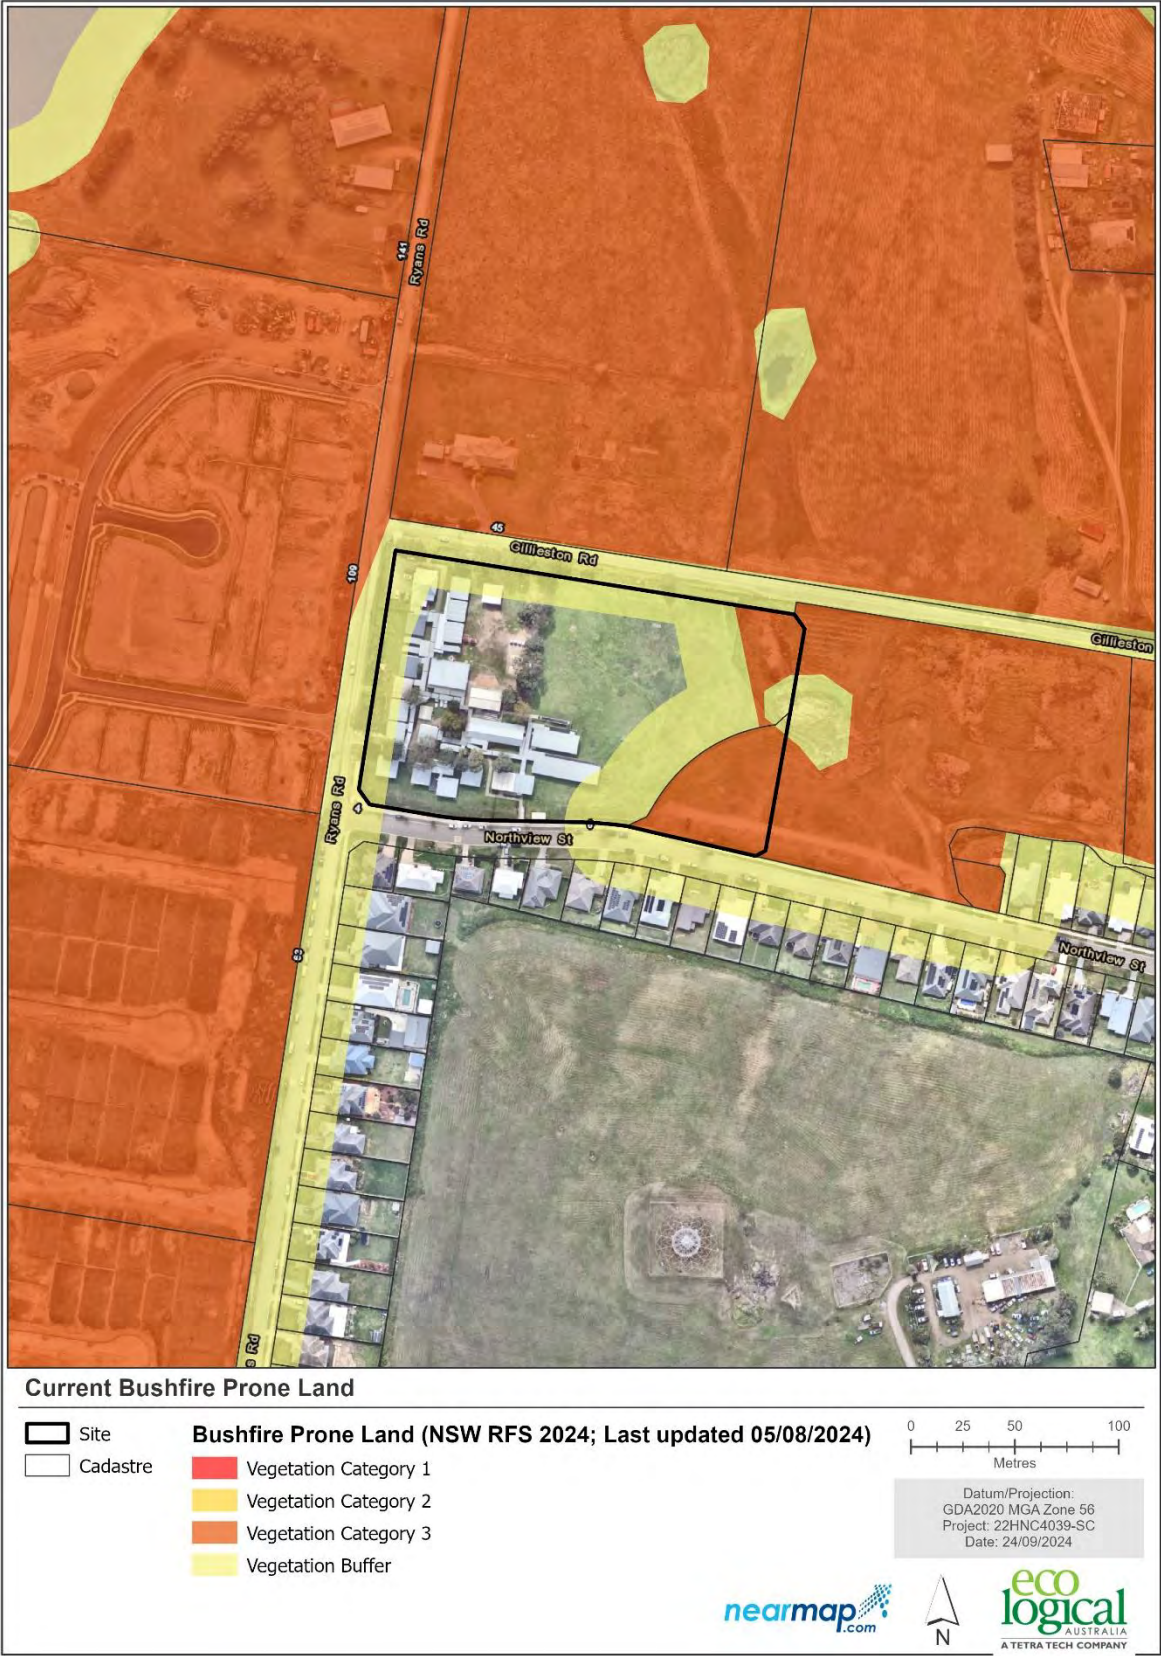 141
Ryans Rd
45
Gillieston Rd
109
Gillieston
Ryans Rd
4
Northview St
63
Northview St
s Rd
Current Bushfire Prone Land
Site
Cadastre
Bushfire Prone Land (NSW RFS 2024; Last updated 05/08/2024)
Vegetation Category 1
Vegetation Category 2
Vegetation Category 3
Vegetation Buffer
0 25 50 100
Metres
Datum/Projection:
GDA2020 MGA Zone 56
Project: 22HNC4039-SC
Date: 24/09/2024
nearmap
.com
N
eco
logical
AUSTRALIA
A TETRA TECH COMPANY